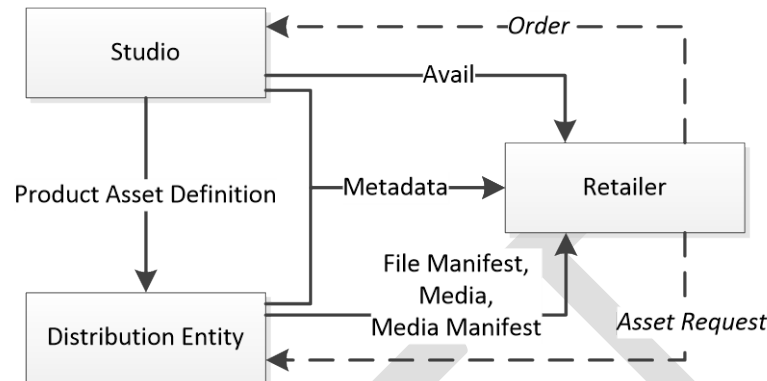 Order
Studio
Avail
Product Asset Definition
Metadata
Retailer
File Manifest,
Media,
Media Manifest
Asset Request
Distribution Entity